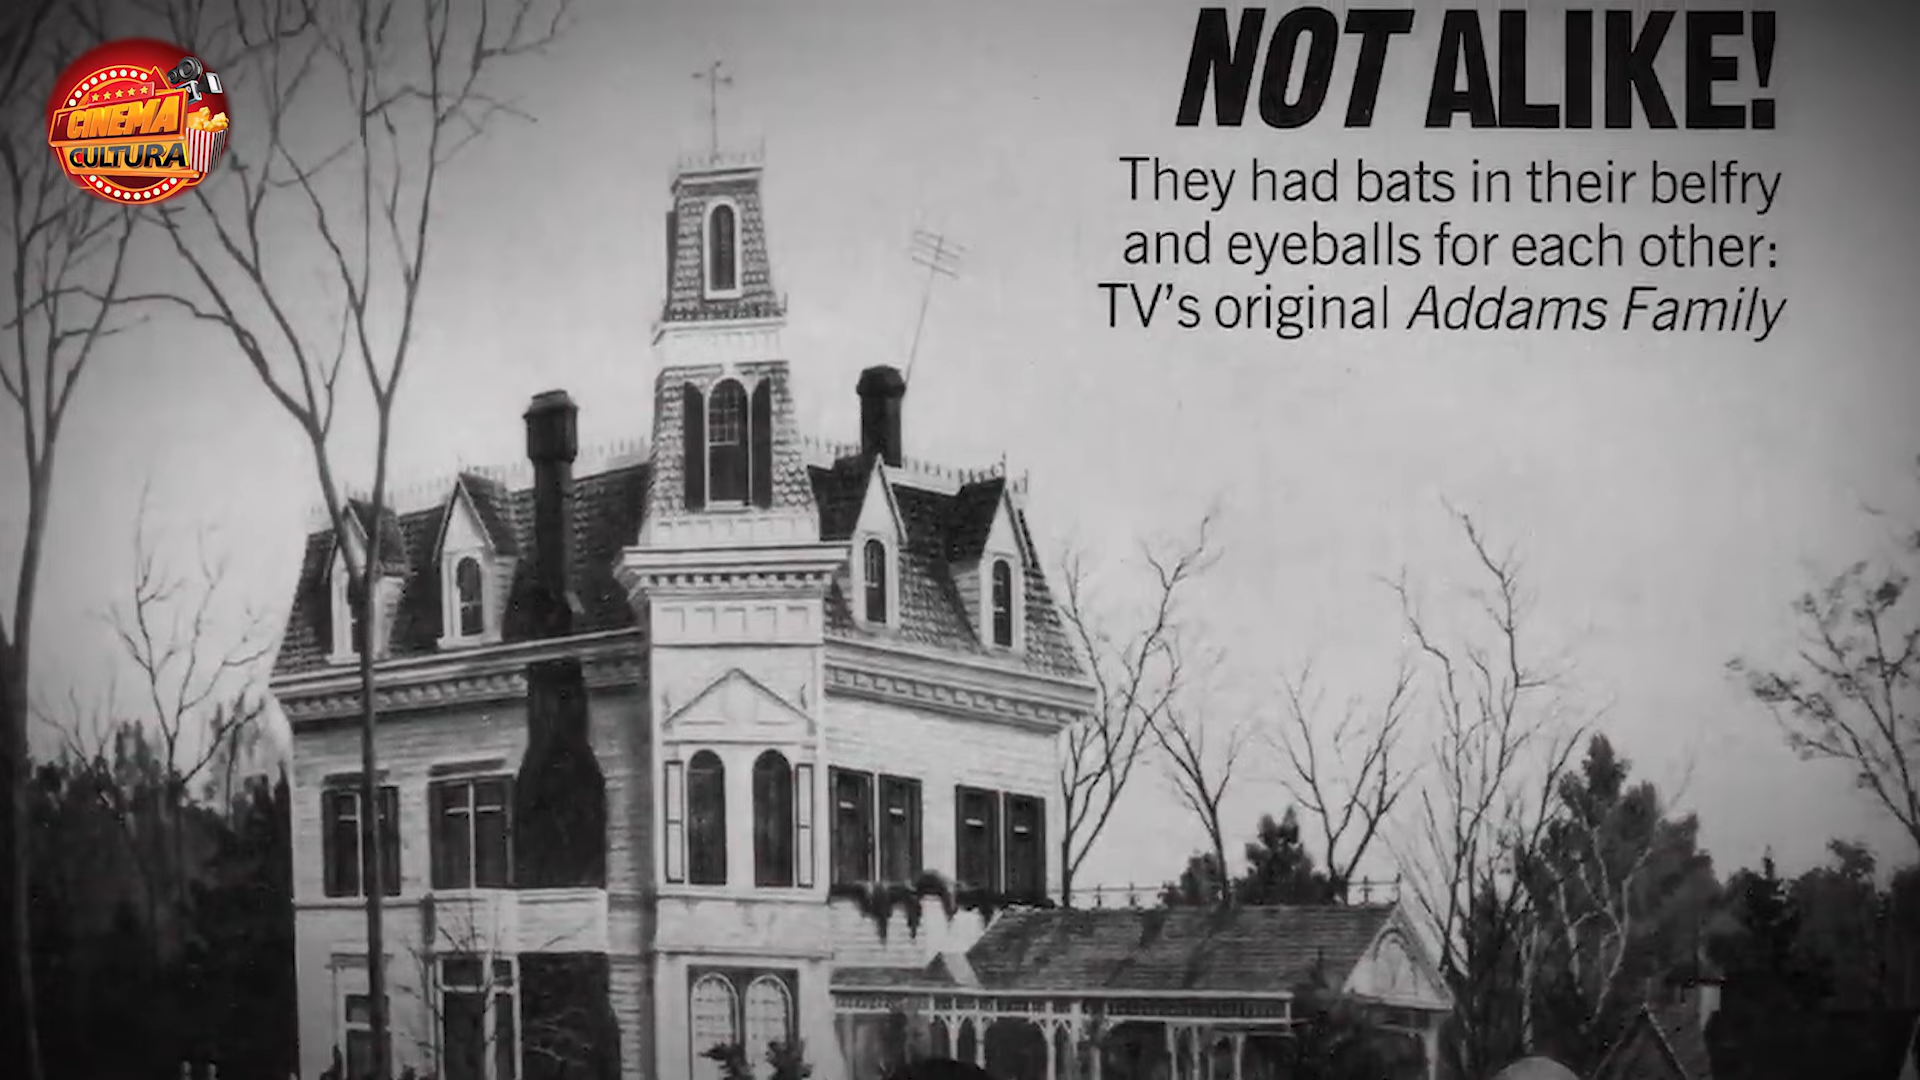 CINEMA
CULTURA
NOT ALIKE!
They had bats in their belfry
and eyeballs for each other:
TV's original Addams Family